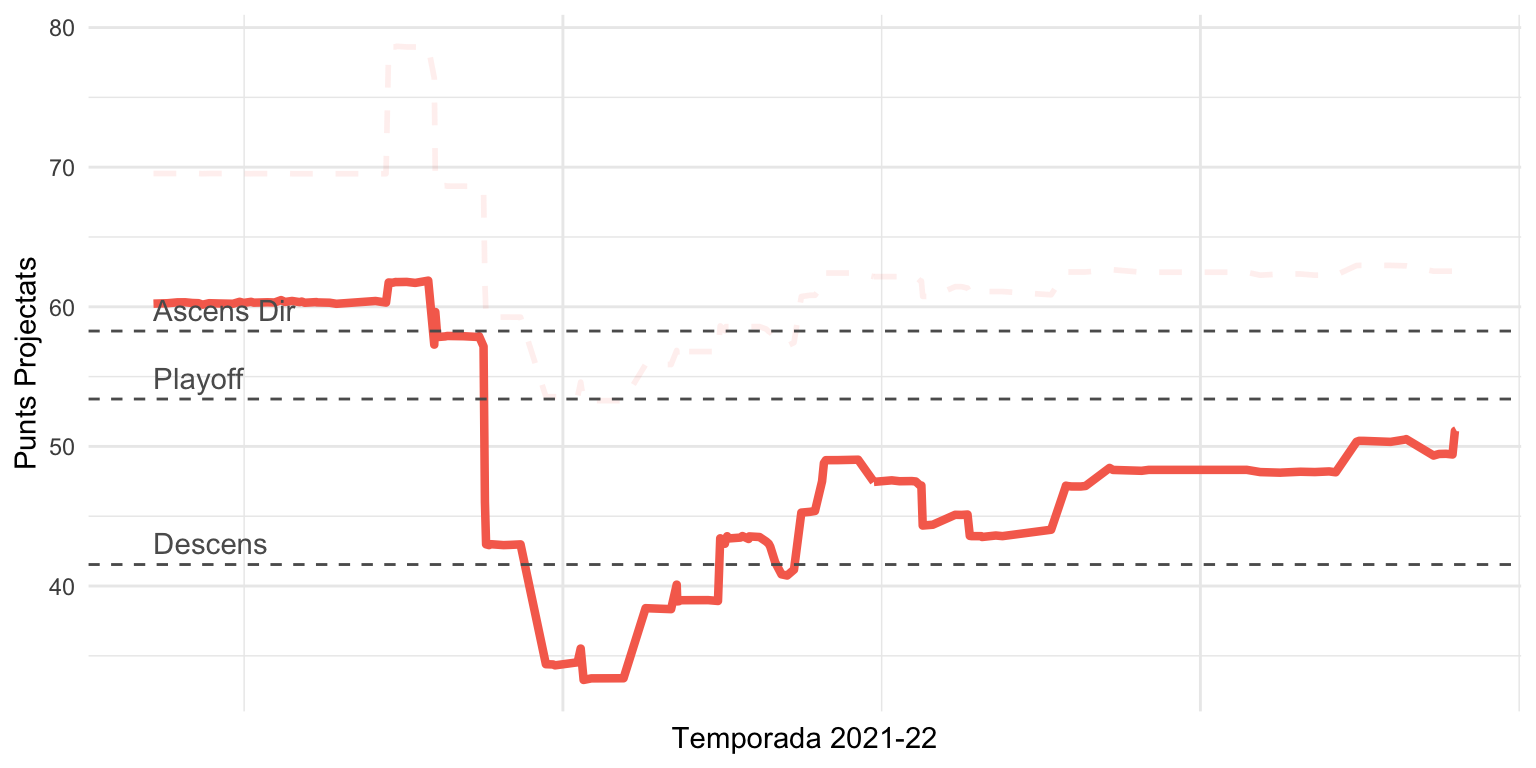 80
70
60
50
40
Punts Projectats
Ascens Dir
Playoff
Descens
Temporada 2021-22